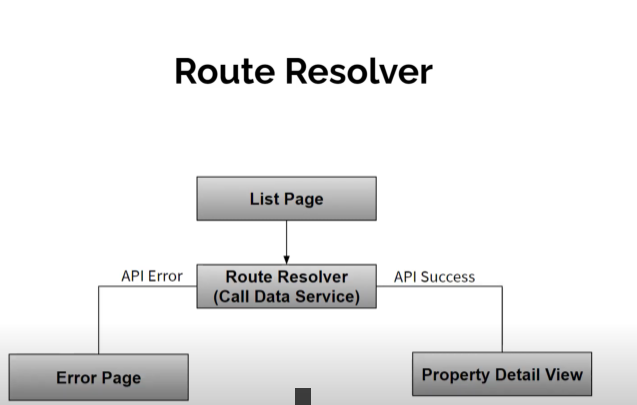 Route Resolver
List Page
API Error
Route Resolver
(Call Data Service)
API Success
Error Page
Property Detail View